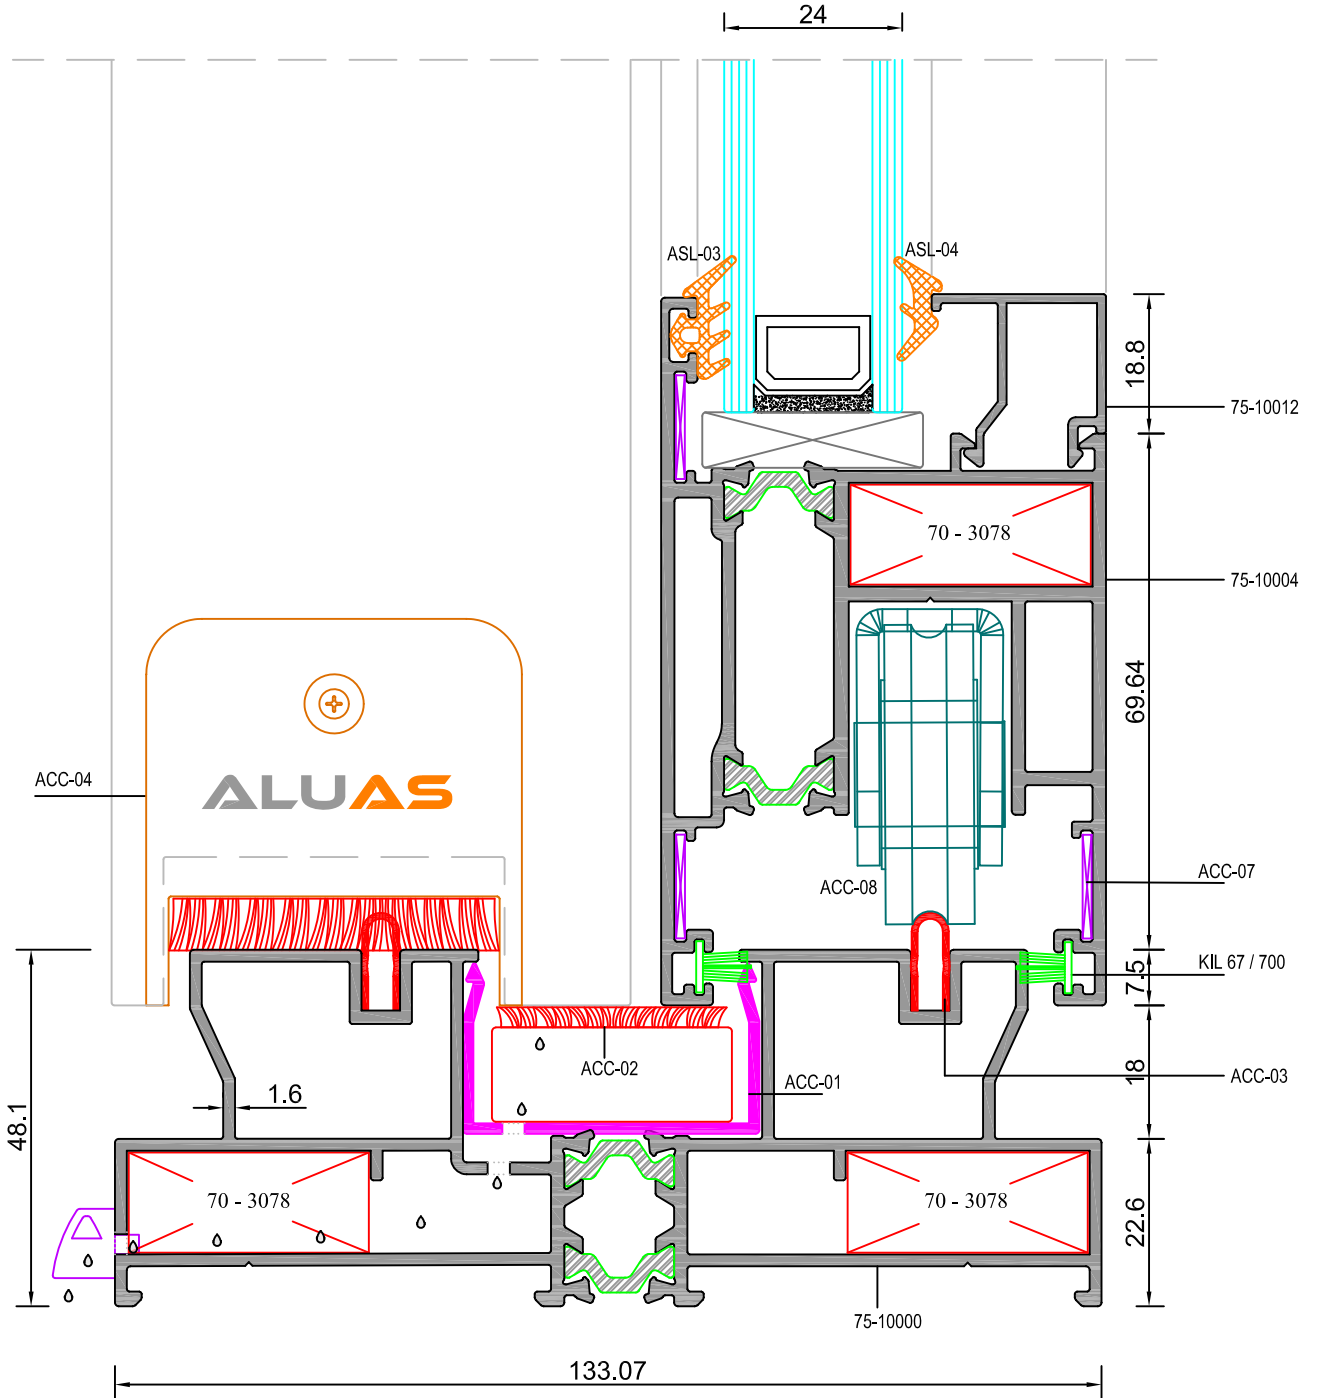 24
ASL-03
ASL-04
18.8
75-10012
70 - 3078
75-10004
69.64
ACC-04
ALUAS
ACC-08
ACC-07
7.5
KIL 67 / 700
ACC-02
ACC-01
18
ACC-03
1.6
48.1
70 - 3078
70 - 3078
22.6
75-10000
133.07